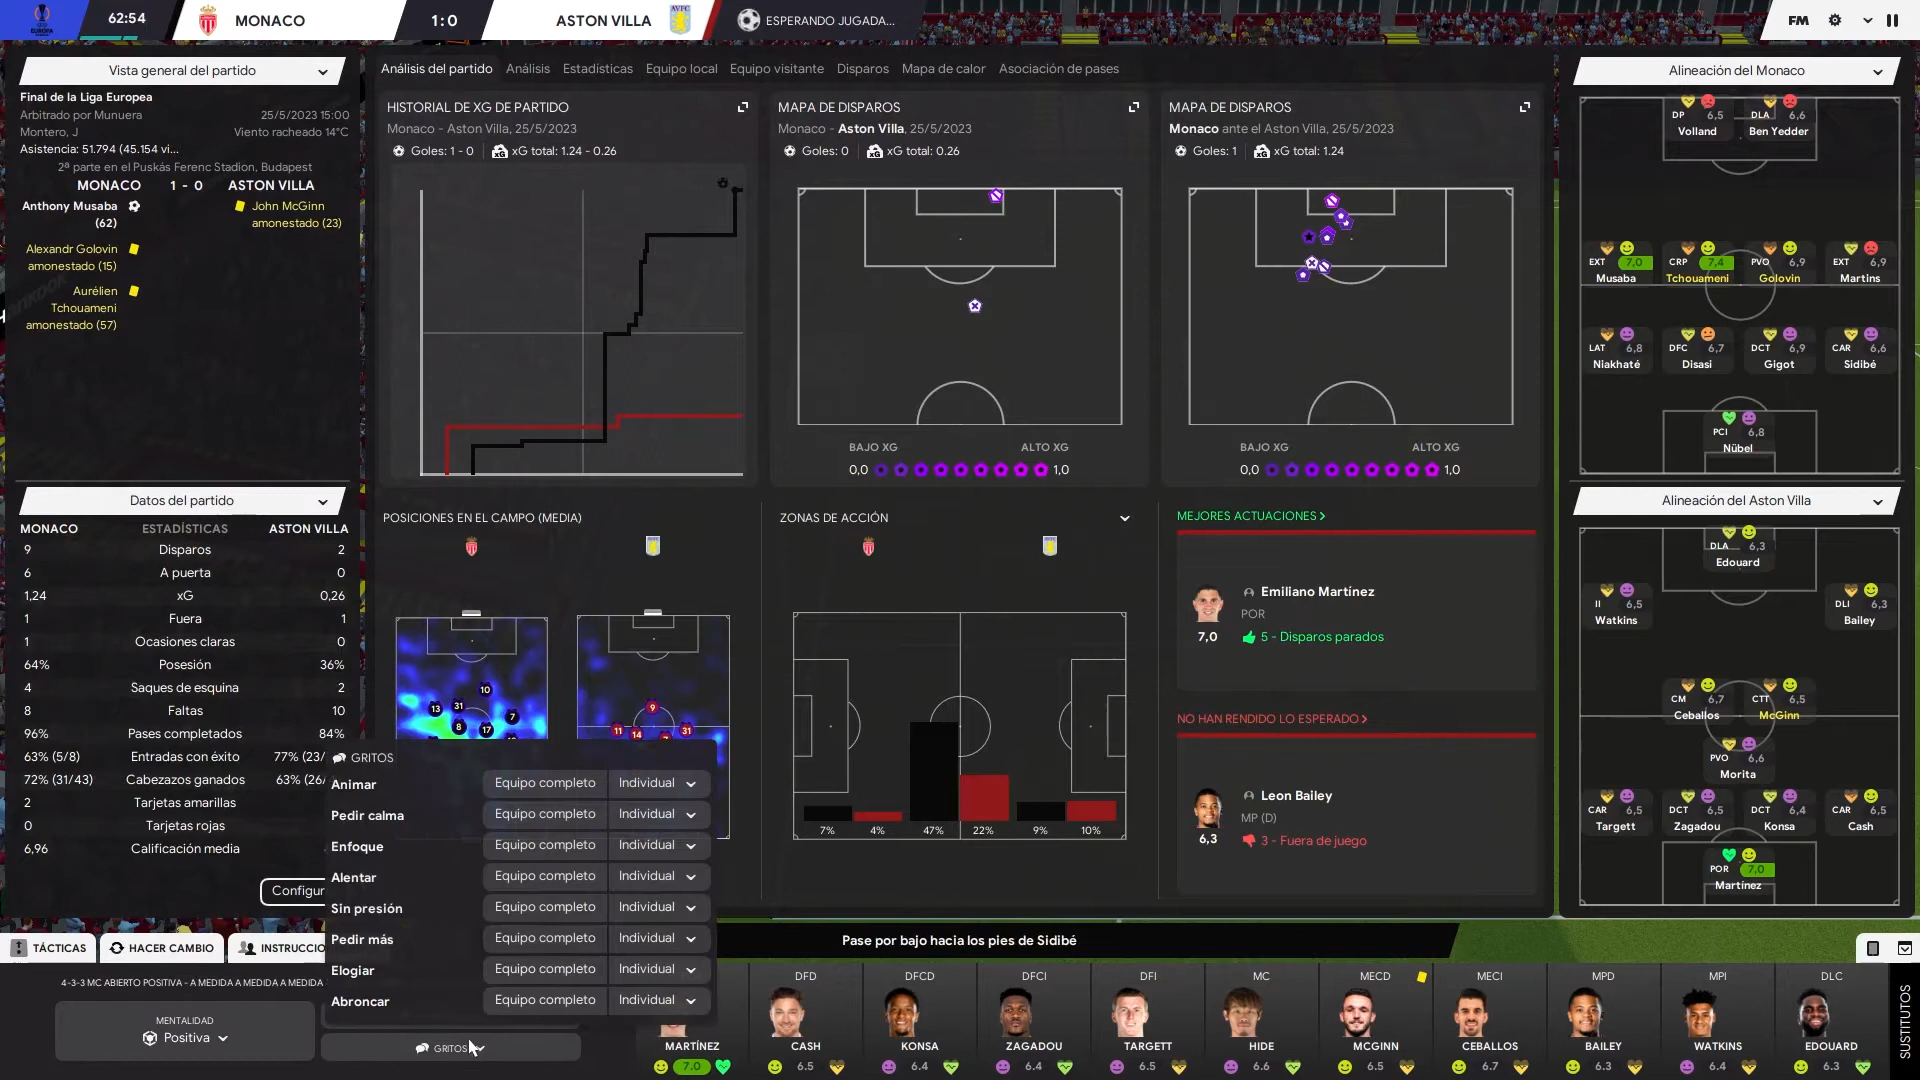 62:54
MONACO
1:0
ASTON VILLA
ESPERANDO JUGADA...
FM
Vista general del partido
Final de la Liga Europea
Arbitrado por Munuera Montero, J
25/5/2023 15:00
Viento racheado 14°C
Asistencia: 51.794 (45.154 vi...
2ª parte en el Puskás Ferenc Stadion, Budapest
MONACO 1 - 0 ASTON VILLA
Anthony Musaba (62)
John McGinn amonestado (23)
Alexandr Golovin amonestado (15)
Aurélien Tchouameni amonestado (57)
Datos del partido
MONACO ESTADÍSTICAS ASTON VILLA
9 Disparos 2
6 A puerta 0
1,24 xG 0,26
1 Fuera 1
1 Ocasiones claras 0
64% Posesión 36%
4 Saques de esquina 2
8 Faltas 10
96% Pases completados 84%
63% (5/8) Entradas con éxito 77% (23/
72% (31/43) Cabezazos ganados 63% (26/
2 Tarjetas amarillas
0 Tarjetas rojas
6,96 Calificación media
Configur
Análisis del partido Análisis Estadísticas Equipo local Equipo visitante Disparos Mapa de calor Asociación de pases
HISTORIAL DE XG DE PARTIDO
Monaco - Aston Villa, 25/5/2023
Goles: 1 - 0 xG total: 1.24 - 0.26
MAPA DE DISPAROS
Monaco - Aston Villa, 25/5/2023
Goles: 0 xG total: 0.26
BAJO XG ALTO XG
0,0 1,0
MAPA DE DISPAROS
Monaco ante el Aston Villa, 25/5/2023
Goles: 1 xG total: 1.24
BAJO XG ALTO XG
0,0 1,0
POSICIONES EN EL CAMPO (MEDIA)
10
13 31 7
8 17
9
11 14 31
ZONAS DE ACCIÓN
7% 4% 47% 22% 9% 10%
MEJORES ACTUACIONES
Emiliano Martínez
POR
7,0 5 - Disparos parados
NO HAN RENDIDO LO ESPERADO
Leon Bailey
MP (D)
6,3 3 - Fuera de juego
GRITOS
Animar Equipo completo Individual
Pedir calma Equipo completo Individual
Enfoque Equipo completo Individual
Alentar Equipo completo Individual
Sin presión Equipo completo Individual
Pedir más Equipo completo Individual
Elogiar Equipo completo Individual
Abroncar Equipo completo Individual
Alineación del Monaco
DP 6,5 DLA 6,6
Volland Ben Yedder
EXT 7,0 CRP 7,4 PVO 6,9 EXT 6,9
Musaba Tchouameni Golovin Martins
LAT 6,8 DFC 6,7 DCT 6,9 CAR 6,6
Niakhaté Disasi Gigot Sidibé
PCI 6,8
Nübel
Alineación del Aston Villa
DLA 6,3
Edouard
II 6,5 DLI 6,3
Watkins Bailey
CM 6,7 CTT 6,5
Ceballos McGinn
PVO 6,6
Morita
CAR 6,5 DCT 6,5 DCT 6,4 CAR 6,5
Targett Zagadou Konsa Cash
POR 7,0
Martínez
Pase por bajo hacia los pies de Sidibé
TÁCTICAS HACER CAMBIO INSTRUCCIO
4-3-3 MC ABIERTO POSITIVA - A MEDIDA A MEDIDA A MEDIDA
MENTALIDAD
Positiva
GRITOS
DFD DFCD DFCI DFI MC MECD MECI MPD MPI DLC
MARTÍNEZ CASH KONSA ZAGADOU TARGETT HIDE MCGINN CEBALLOS BAILEY WATKINS EDOUARD
7.0 6.5 6.4 6.4 6.5 6.6 6.5 6.7 6.3 6.4 6.3
SUSTITUTOS